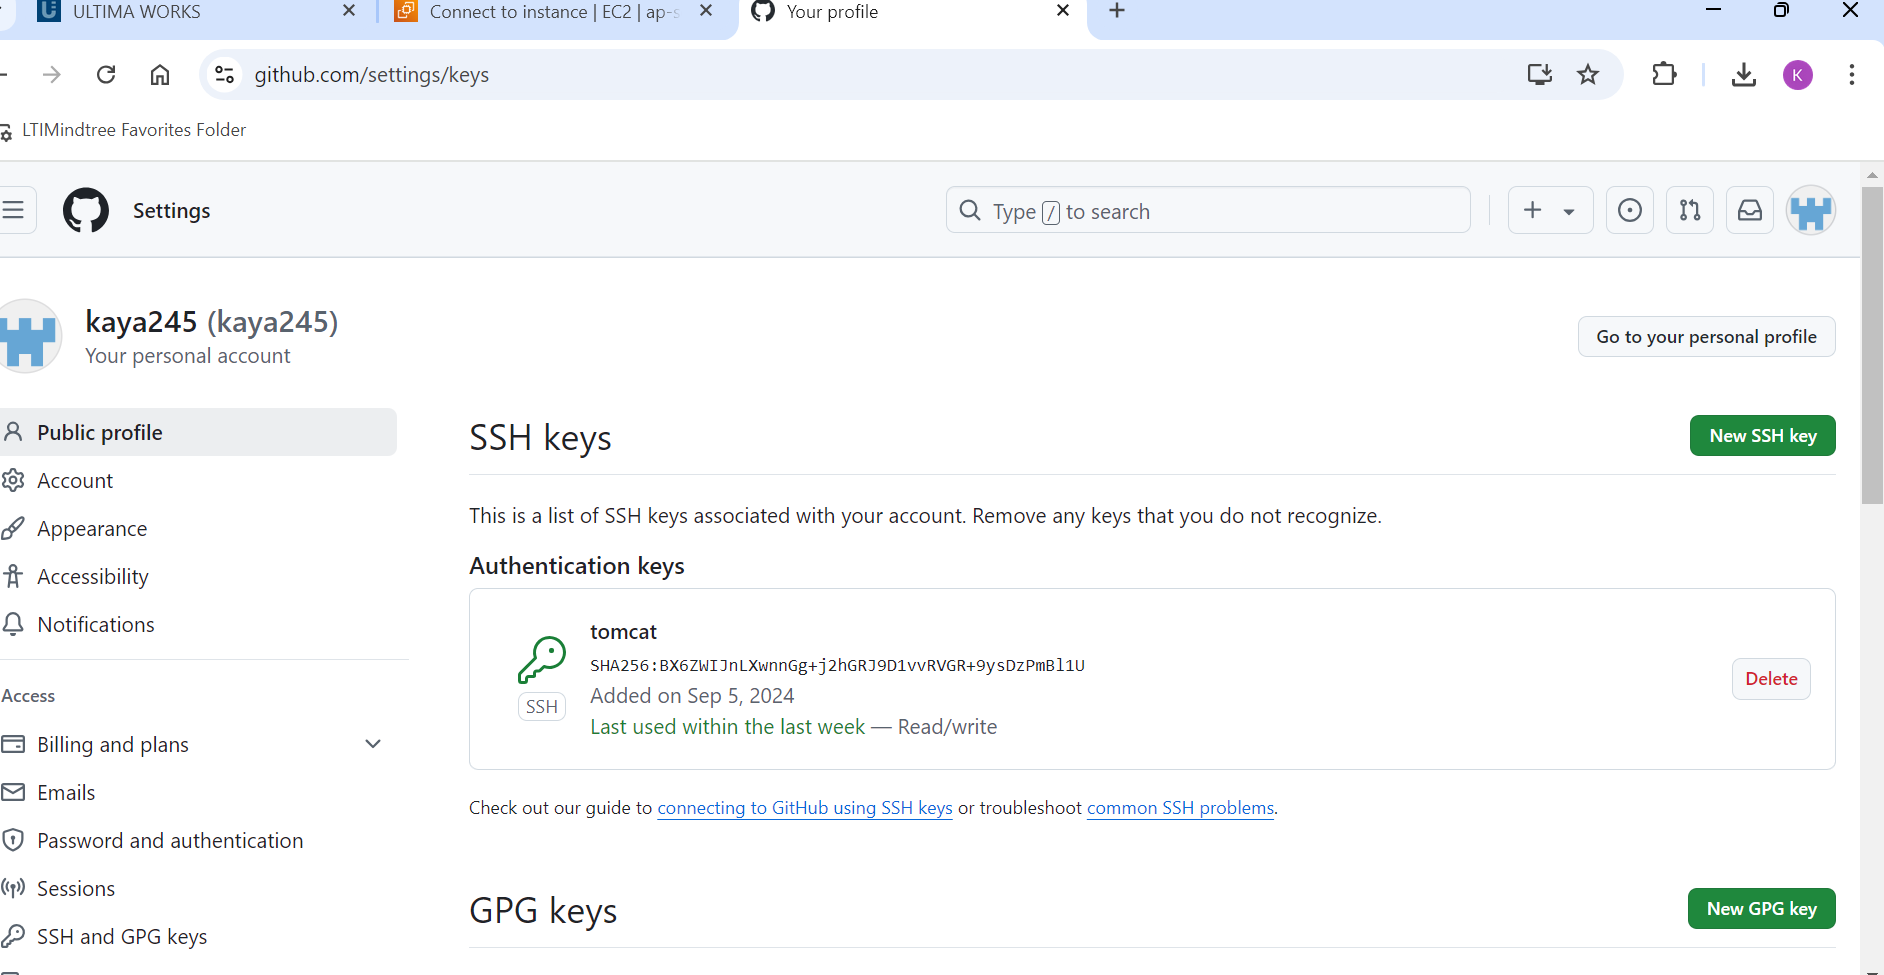 ULTIMA WORKS
Connect to instance | EC2 | ap-s
Your profile
github.com/settings/keys
K
LTIMindtree Favorites Folder
Settings
Type / to search
kaya245 (kaya245)
Your personal account
Go to your personal profile
Public profile
Account
Appearance
Accessibility
Notifications
Access
Billing and plans
Emails
Password and authentication
Sessions
SSH and GPG keys
SSH keys
New SSH key
This is a list of SSH keys associated with your account. Remove any keys that you do not recognize.
Authentication keys
tomcat
SHA256:BX6ZWIJnLXwnnGg+j2hGRJ9D1vvRVGR+9ysDzPmBl1U
SSH
Added on Sep 5, 2024
Last used within the last week — Read/write
Delete
Check out our guide to connecting to GitHub using SSH keys or troubleshoot common SSH problems.
GPG keys
New GPG key